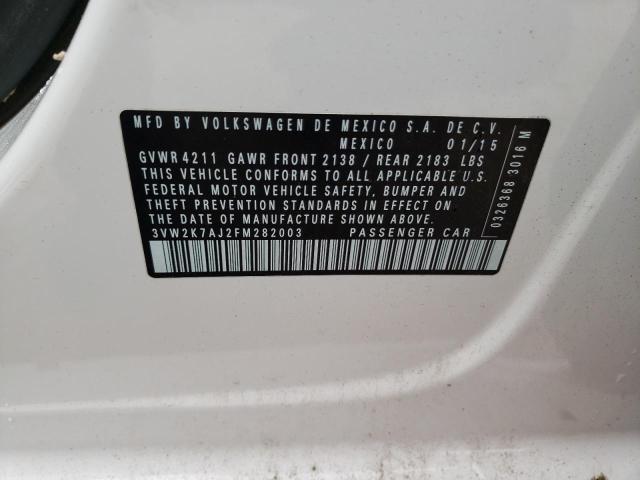 MFD BY VOLKSWAGEN DE MEXICO S.A. DE C.V.
MEXICO 01/15
GVWR 4211 GAWR FRONT 2138 / REAR 2183 LBS
THIS VEHICLE CONFORMS TO ALL APPLICABLE U.S.
FEDERAL MOTOR VEHICLE SAFETY, BUMPER AND
THEFT PREVENTION STANDARDS IN EFFECT ON
THE DATE OF MANUFACTURE SHOWN ABOVE.
3VW2K7AJ2FM282003 PASSENGER CAR
0326368 3016 M